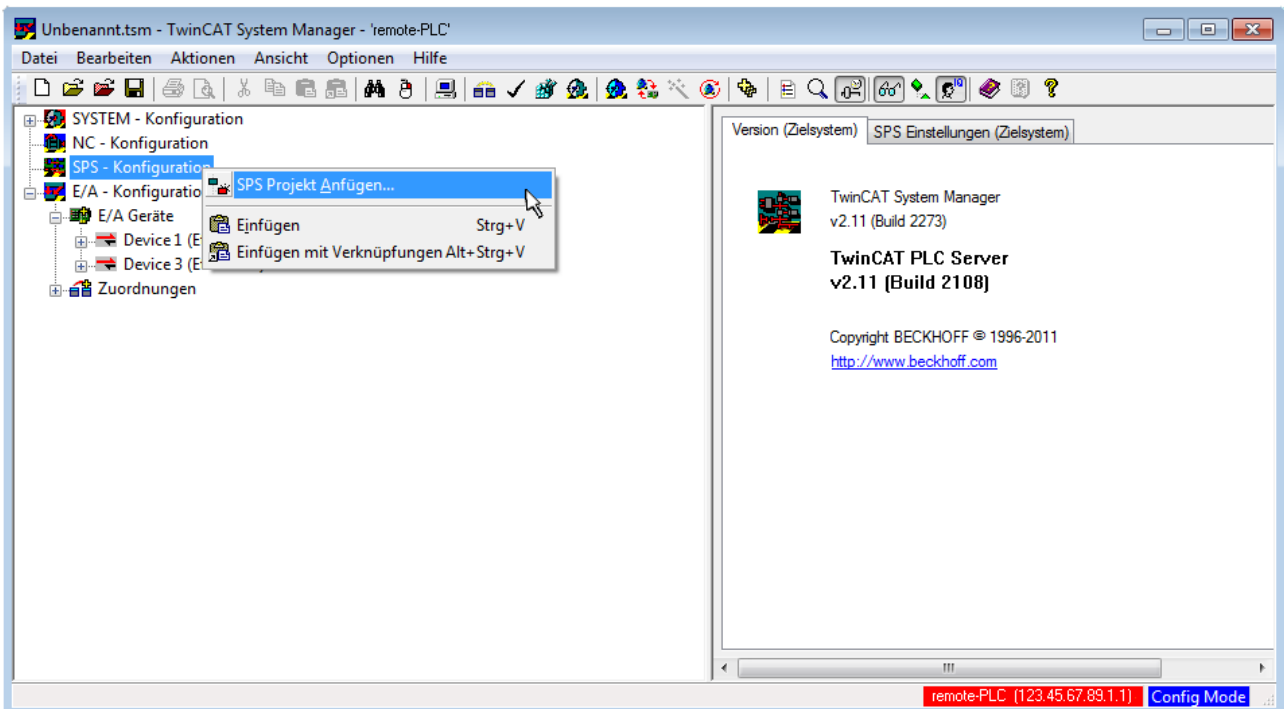 Unbenannt.tsm - TwinCAT System Manager - 'remote-PLC'
Datei Bearbeiten Aktionen Ansicht Optionen Hilfe
SYSTEM - Konfiguration
NC - Konfiguration
SPS - Konfiguration
SPS Projekt Anfügen...
Einfügen Strg+V
Einfügen mit Verknüpfungen Alt+Strg+V
E/A - Konfiguratio
E/A Geräte
Device 1 (E
Device 3 (E
Zuordnungen
Version (Zielsystem) SPS Einstellungen (Zielsystem)
TwinCAT System Manager
v2.11 (Build 2273)
TwinCAT PLC Server
v2.11 (Build 2108)
Copyright BECKHOFF © 1996-2011
http://www.beckhoff.com
remote-PLC (123.45.67.89.1.1) Config Mode